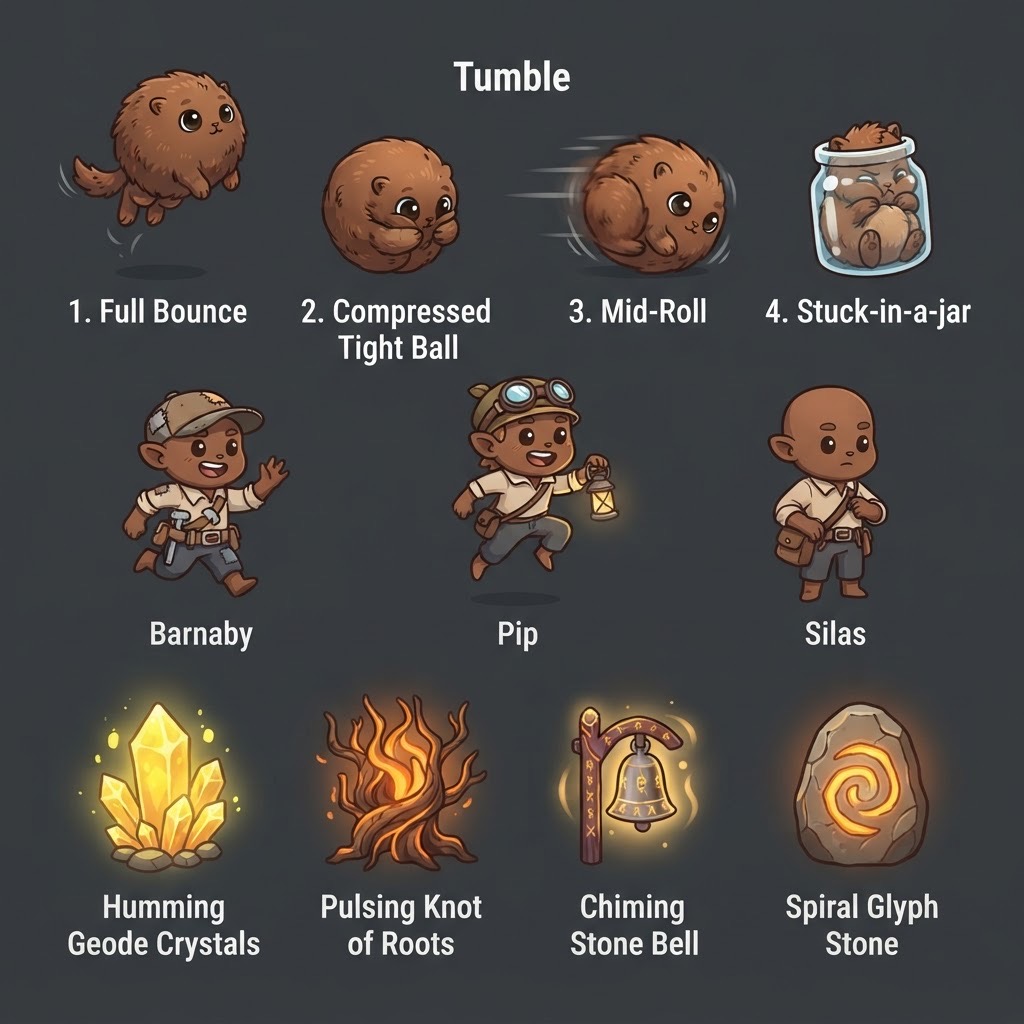 Tumble
1. Full Bounce
2. Compressed
Tight Ball
3. Mid-Roll
4. Stuck-in-a-jar
Barnaby
Pip
Silas
Humming
Geode Crystals
Pulsing Knot
of Roots
Chiming
Stone Bell
Spiral Glyph
Stone